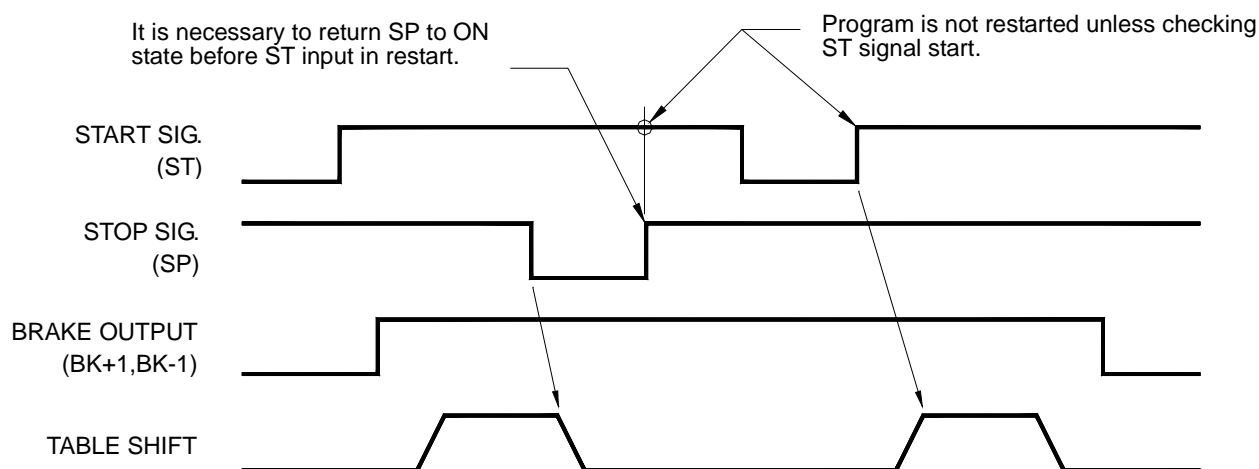 It is necessary to return SP to ON
state before ST input in restart.
Program is not restarted unless checking
ST signal start.
START SIG.
(ST)
STOP SIG.
(SP)
BRAKE OUTPUT
(BK+1,BK-1)
TABLE SHIFT